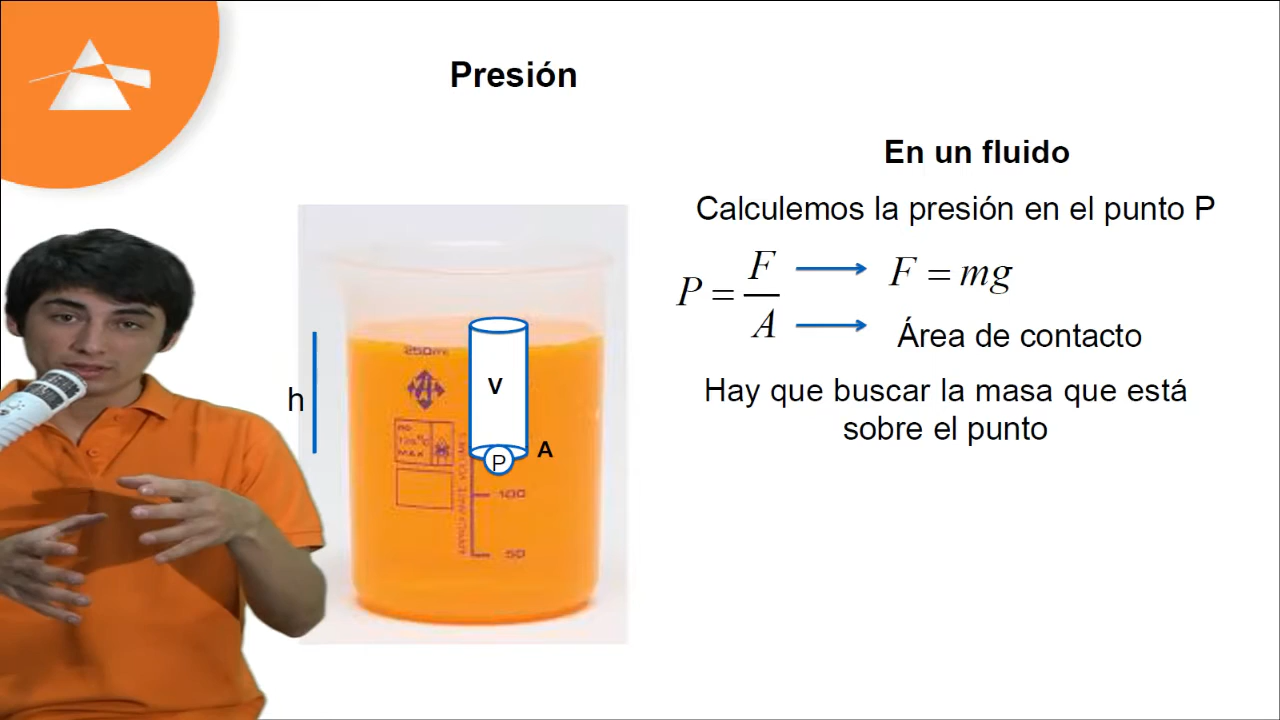 Presión
En un fluido
Calculemos la presión en el punto P
P = F / A
F = mg
Área de contacto
Hay que buscar la masa que está
sobre el punto
h
V
A
P
250ml
100
50